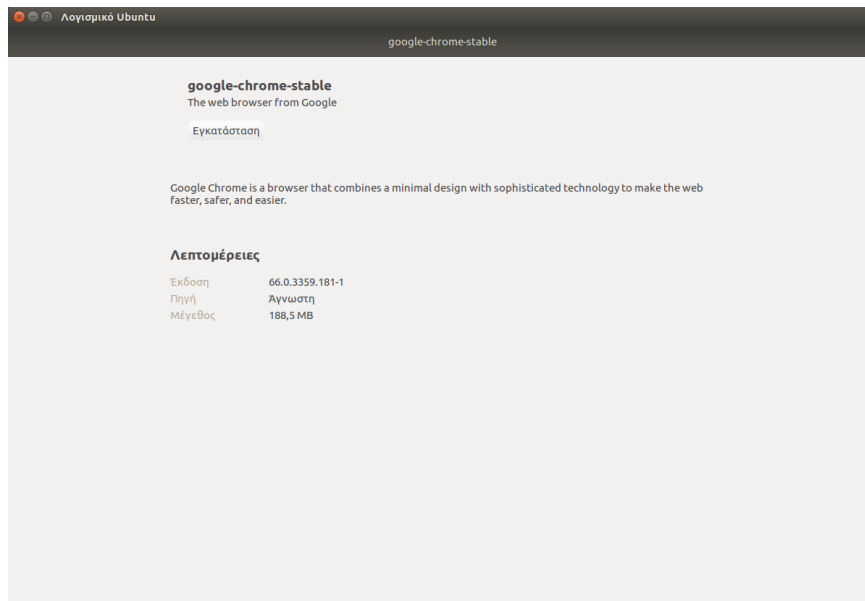 Λογισμικό Ubuntu
google-chrome-stable
google-chrome-stable
The web browser from Google
Εγκατάσταση
Google Chrome is a browser that combines a minimal design with sophisticated technology to make the web
faster, safer, and easier.
Λεπτομέρειες
Έκδοση 66.0.3359.181-1
Πηγή Άγνωστη
Μέγεθος 188,5 MB